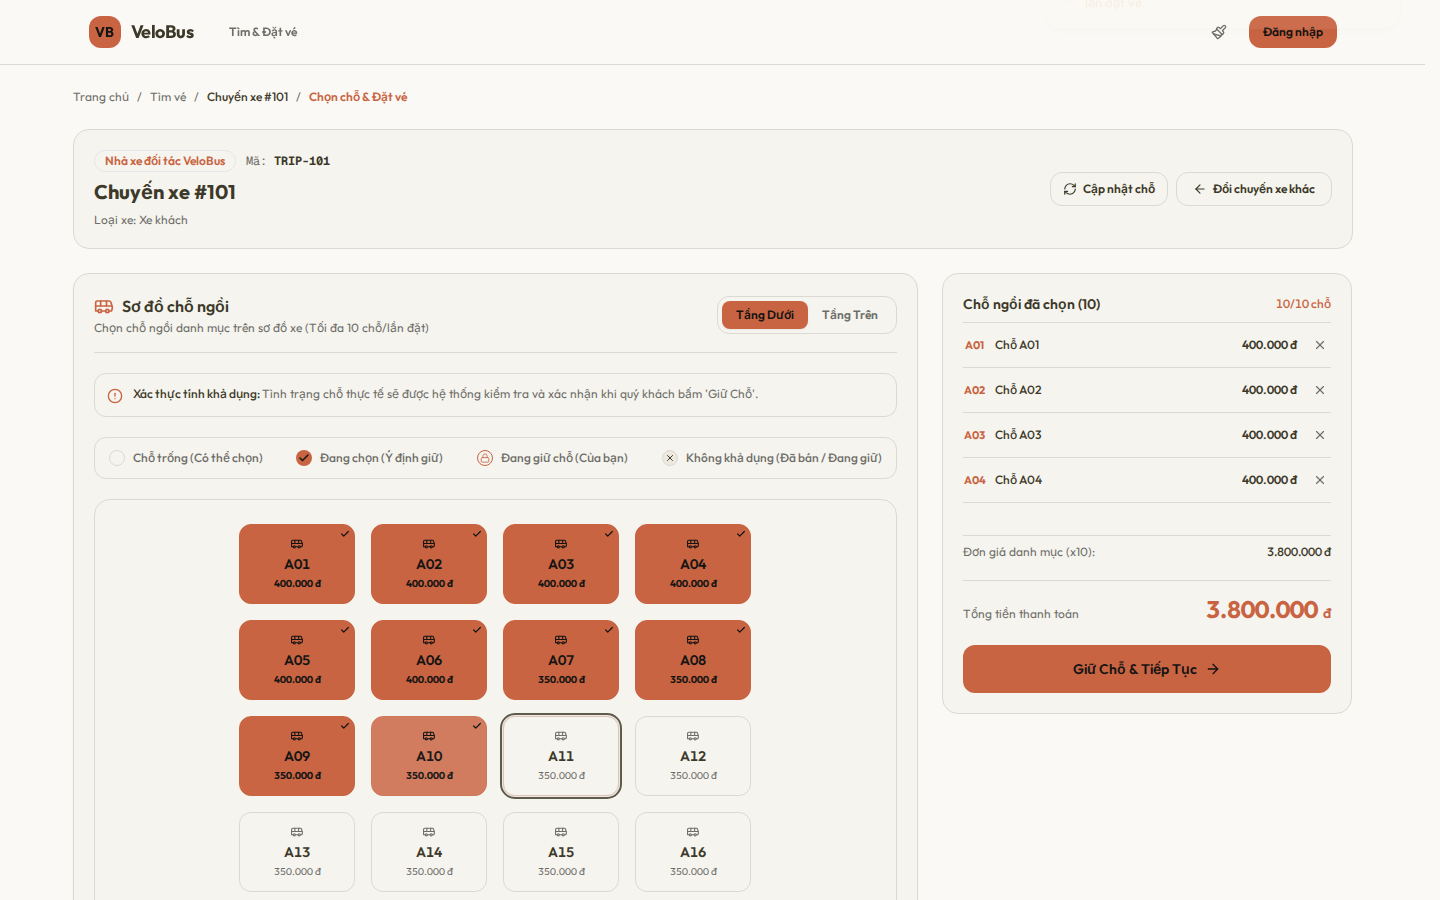 lần đặt vé.
VB VeloBus Tìm & Đặt vé Đăng nhập
Trang chủ / Tìm vé / Chuyến xe #101 / Chọn chỗ & Đặt vé
Nhà xe đối tác VeloBus Mã: TRIP-101
Chuyến xe #101
Loại xe: Xe khách
Cập nhật chỗ
Đổi chuyến xe khác
Sơ đồ chỗ ngồi
Chọn chỗ ngồi danh mục trên sơ đồ xe (Tối đa 10 chỗ/lần đặt)
Tầng Dưới Tầng Trên
Xác thực tính khả dụng: Tình trạng chỗ thực tế sẽ được hệ thống kiểm tra và xác nhận khi quý khách bấm 'Giữ Chỗ'.
Chỗ trống (Có thể chọn) Đang chọn (Ý định giữ) Đang giữ chỗ (Của bạn) Không khả dụng (Đã bán / Đang giữ)
A01 A02 A03 A04
400.000 đ 400.000 đ 400.000 đ 400.000 đ
A05 A06 A07 A08
400.000 đ 400.000 đ 350.000 đ 350.000 đ
A09 A10 A11 A12
350.000 đ 350.000 đ 350.000 đ 350.000 đ
A13 A14 A15 A16
350.000 đ 350.000 đ 350.000 đ 350.000 đ
Chỗ ngồi đã chọn (10) 10/10 chỗ
A01 Chỗ A01 400.000 đ
A02 Chỗ A02 400.000 đ
A03 Chỗ A03 400.000 đ
A04 Chỗ A04 400.000 đ
Đơn giá danh mục (x10): 3.800.000 đ
Tổng tiền thanh toán 3.800.000 đ
Giữ Chỗ & Tiếp Tục